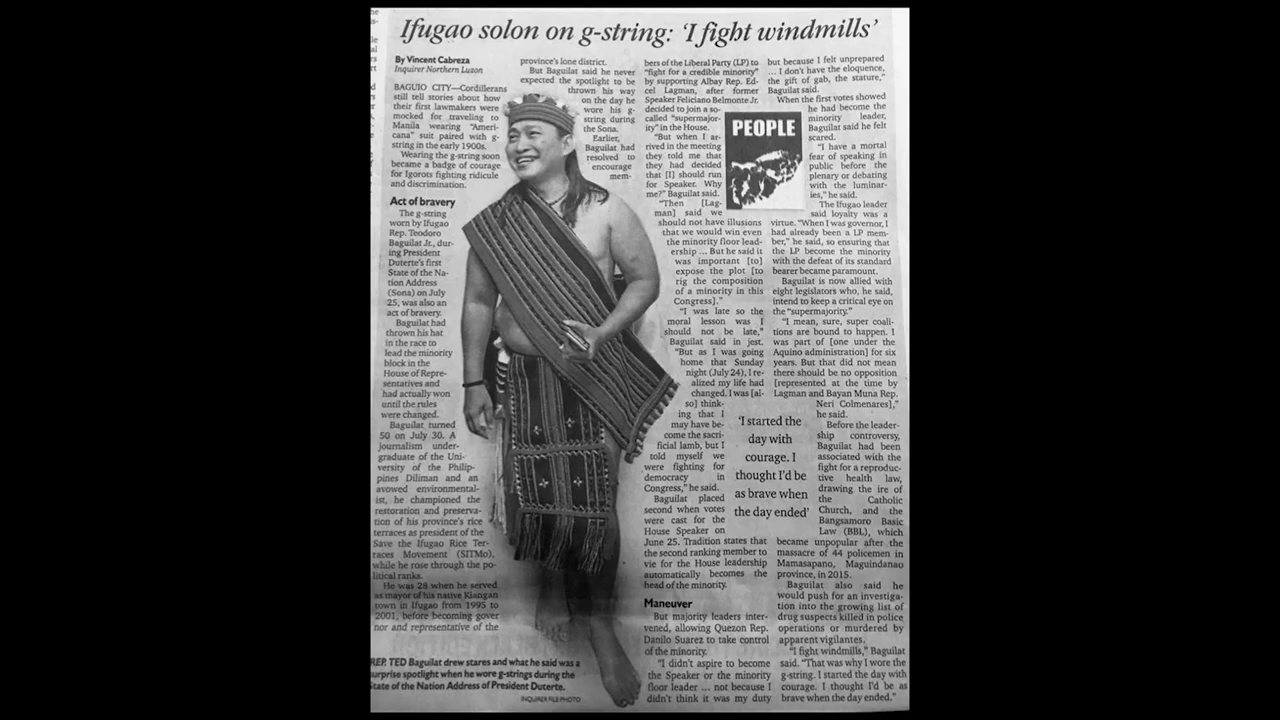 Ifugao solon on g-string: ‘I fight windmills’
By Vincent Cabreza
Inquirer Northern Luzon
BAGUIO CITY—Cordillerans
still tell stories about how
their first lawmakers were
mocked for traveling to
Manila wearing “Ameri-
cana” suit paired with g-
string in the early 1900s.
Wearing the g-string soon
became a badge of courage
for Igorots fighting ridicule
and discrimination.
Act of bravery
The g-string
worn by Ifugao
Rep. Teodoro
Baguilat Jr., dur-
ing President
Duterte’s first
State of the Na-
tion Address
(Sona) on July
25, was also an
act of bravery.
Baguilat had
thrown his hat
in the race to
lead the minority
block in the
House of Repre-
sentatives and
had actually won
until the rules
were changed.
Baguilat turned
50 on July 30. A
journalism under-
graduate of the Uni-
versity of the Philip-
pines Diliman and an
avowed environmental-
ist, he championed the
restoration and preserva-
tion of his province’s rice
terraces as president of the
Save the Ifugao Rice Ter-
races Movement (SITMo),
while he rose through the po-
litical ranks.
He was 28 when he served
as mayor of his native Kiangan
town in Ifugao from 1995 to
2001, before becoming gover
nor and representative of the
province’s lone district.
But Baguilat said he never
expected the spotlight to be
thrown his way
on the day he
wore his g-
string during
the Sona.
Earlier,
Baguilat had
resolved to
encourage
mem-
bers of the Liberal Party (LP) to
“fight for a credible minority”
by supporting Albay Rep. Ed-
cel Lagman, after former
Speaker Feliciano Belmonte Jr.
decided to join a so-
called “supermajor-
ity” in the House.
“But when I ar-
rived in the meeting
they told me that
they had decided
that [I] should run
for Speaker. Why
me?” Baguilat said.
“Then [Lag-
man] said we
should not have illusions
that we would win even
the minority floor lead-
ership ... But he said it
was important [to]
expose the plot [to
rig the composition
of a minority in this
Congress].”
“I was late so the
moral lesson was I
should not be late,”
Baguilat said in jest.
“But as I was going
home that Sunday
night (July 24), I re-
alized my life had
changed. I was [al-
so] think-
ing that I
may have be-
come the sacri-
ficial lamb, but I
told myself we
were fighting for
democracy in
Congress,” he said.
Baguilat placed
second when votes
were cast for the
House Speaker on
June 25. Tradition states that
the second ranking member to
vie for the House leadership
automatically becomes the
head of the minority.
Maneuver
But majority leaders inter-
vened, allowing Quezon Rep.
Danilo Suarez to take control
of the minority.
“I didn’t aspire to become
the Speaker or the minority
floor leader ... not because I
didn’t think it was my duty
but because I felt unprepared
... I don’t have the eloquence,
the gift of gab, the stature,”
Baguilat said.
When the first votes showed
he had become the
minority leader,
Baguilat said he felt
scared.
“I have a mortal
fear of speaking in
public before the
plenary or debating
with the luminar-
ies,” he said.
The Ifugao leader
said loyalty was a
virtue. “When I was governor, I
had already been a LP mem-
ber,” he said, so ensuring that
the LP become the minority
with the defeat of its standard
bearer became paramount.
Baguilat is now allied with
eight legislators who, he said,
intend to keep a critical eye on
the “supermajority.”
“I mean, sure, super coali-
tions are bound to happen. I
was part of [one under the
Aquino administration] for six
years. But that did not mean
there should be no opposition
[represented at the time by
Lagman and Bayan Muna Rep.
Neri Colmenares],”
he said.
Before the leader-
ship controversy,
Baguilat had been
associated with the
fight for a reproduc-
tive health law,
drawing the ire of
the Catholic
Church, and the
Bangsamoro Basic
Law (BBL), which
became unpopular after the
massacre of 44 policemen in
Mamasapano, Maguindanao
province, in 2015.
Baguilat also said he
would push for an investiga-
tion into the growing list of
drug suspects killed in police
operations or murdered by
apparent vigilantes.
“I fight windmills,” Baguilat
said. “That was why I wore the
g-string. I started the day with
courage. I thought I’d be as
brave when the day ended.”
PEOPLE
‘I started the
day with
courage. I
thought I’d be
as brave when
the day ended’
REP. TED Baguilat drew stares and what he said was a
surprise spotlight when he wore g-strings during the
State of the Nation Address of President Duterte.
INQUIRER FILE PHOTO